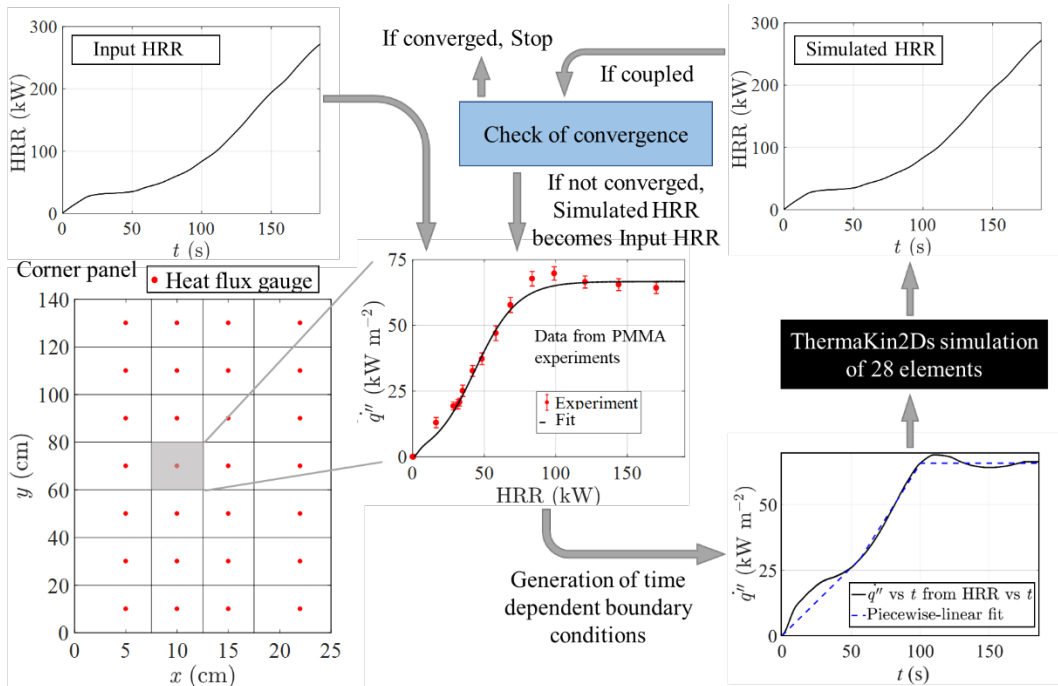 300
200
100
0
HRR (kW)
Input HRR
0
50
100
150
t (s)
If converged, Stop
If coupled
Check of convergence
If not converged,
Simulated HRR
becomes Input HRR
300
200
100
0
HRR (kW)
Simulated HRR
0
50
100
150
t (s)
Corner panel
Heat flux gauge
140
120
100
80
60
40
20
0
y (cm)
0
5
10
15
20
25
x (cm)
75
50
25
0
q̇″ (kW m⁻²)
Data from PMMA
experiments
Experiment
Fit
0
50
100
150
HRR (kW)
ThermaKin2Ds simulation
of 28 elements
Generation of time
dependent boundary
conditions
50
25
0
q̇″ (kW m⁻²)
q̇″ vs t from HRR vs t
Piecewise-linear fit
0
50
100
150
t (s)